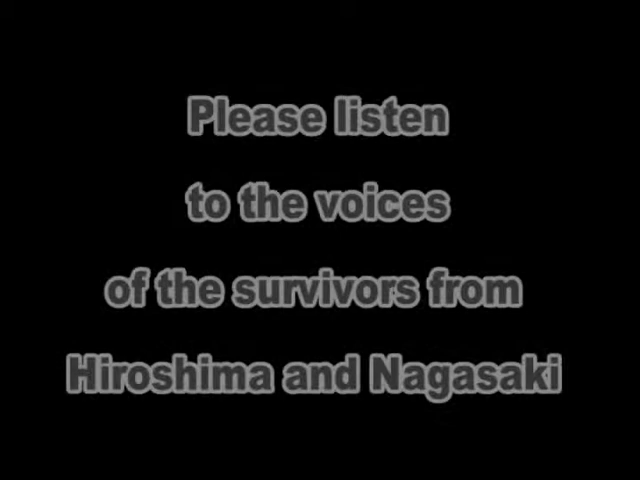 Please listen
to the voices
of the survivors from
Hiroshima and Nagasaki